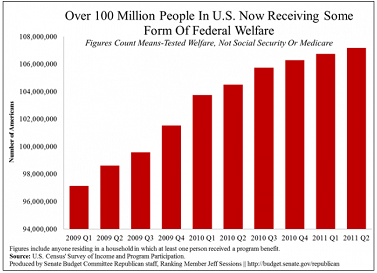 Over 100 Million People In U.S. Now Receiving Some
Form Of Federal Welfare
Figures Count Means-Tested Welfare, Not Social Security Or Medicare
108,000,000
106,000,000
104,000,000
102,000,000
100,000,000
98,000,000
96,000,000
94,000,000
Number of Americans
2009 Q1 2009 Q2 2009 Q3 2009 Q4 2010 Q1 2010 Q2 2010 Q3 2010 Q4 2011 Q1 2011 Q2
Figures include anyone residing in a household in which at least one person received a program benefit.
Source: U.S. Census' Survey of Income and Program Participation.
Produced by Senate Budget Committee Republican staff, Ranking Member Jeff Sessions || http://budget.senate.gov/republican